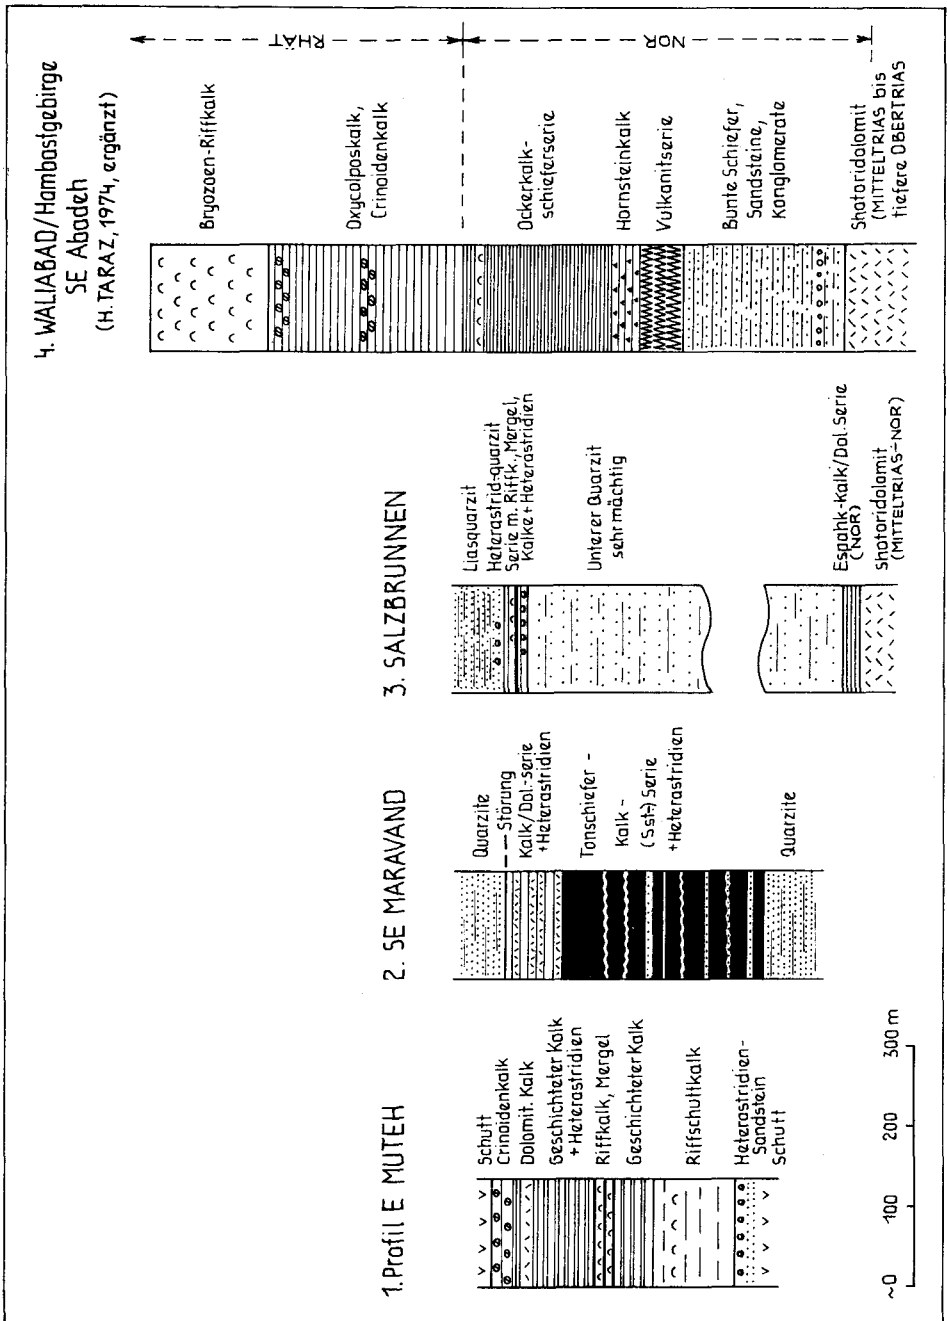 1. Profil E MUTEH
Schutt
Crinoidenkalk
Dolomit. Kalk
Geschichteter Kalk
+ Heterastridien
Riffkalk, Mergel
Geschichteter Kalk
Riffschuttkalk
Heterastridien-
Sandstein
Schutt
~0
100
200
300 m
2. SE MARAVAND
Quarzite
Störung
Kalk/Dol.-serie
+Heterastridien
Tonschiefer -
Kalk -
(Sst-) Serie
+Heterastridien
Quarzite
3. SALZBRUNNEN
Liasquarzit
Heterastrid-quarzit
Serie m. Riffk., Mergel,
Kalke + Heterastridien
Unterer Quarzit
sehr mächtig
Espahk-Kalk/Dol. Serie
(NOR)
Shotoridolomit
(MITTELTRIAS-NOR)
4. WALIABAD/Hambastgebirge
SE Abadeh
(H. TARAZ, 1974, ergänzt)
Bryozoen-Riffkalk
Oxycolposkalk,
Crinoidenkalk
Ockerkalk-
schieferserie
Hornsteinkalk
Vulkanitserie
Bunte Schiefer,
Sandsteine,
Konglomerate
Shotoridolomit
(MITTELTRIAS bis
tiefere OBERTRIAS
RHÄT
NOR